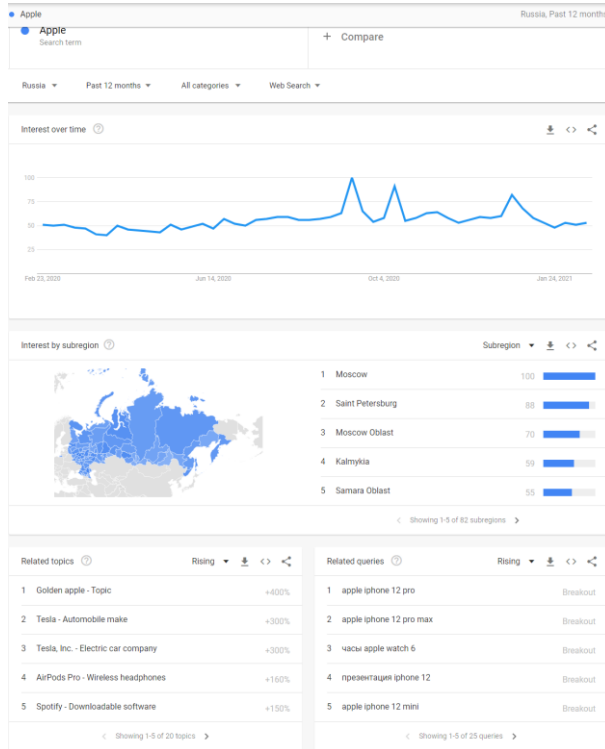 Apple Russia, Past 12 months
Apple
Search term
+ Compare
Russia Past 12 months All categories Web Search
Interest over time
100
75
50
25
Feb 23, 2020 Jun 14, 2020 Oct 4, 2020 Jan 24, 2021
Interest by subregion Subregion
1 Moscow 100
2 Saint Petersburg 88
3 Moscow Oblast 70
4 Kalmykia 59
5 Samara Oblast 55
Showing 1-5 of 82 subregions
Related topics Rising
1 Golden apple - Topic +400%
2 Tesla - Automobile make +300%
3 Tesla, Inc. - Electric car company +300%
4 AirPods Pro - Wireless headphones +160%
5 Spotify - Downloadable software +150%
Showing 1-5 of 20 topics
Related queries Rising
1 apple iphone 12 pro Breakout
2 apple iphone 12 pro max Breakout
3 часы apple watch 6 Breakout
4 презентация iphone 12 Breakout
5 apple iphone 12 mini Breakout
Showing 1-5 of 25 queries